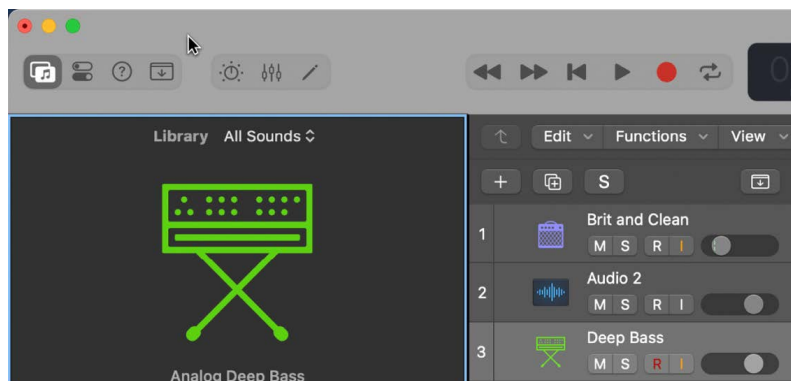 Library All Sounds
Edit Functions View
S
1 Brit and Clean
M S R I
2 Audio 2
M S R I
3 Deep Bass
M S R I
Analog Deep Bass